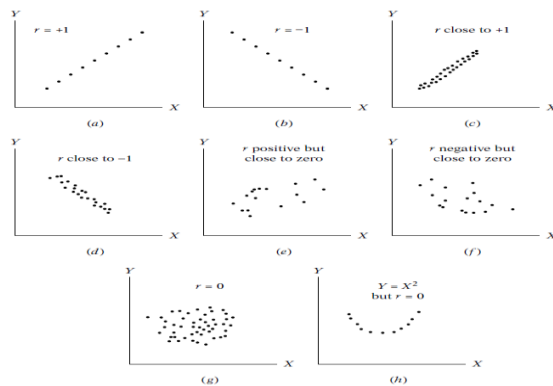 Y
r = +1
X
(a)
Y
r = −1
X
(b)
Y
r close to +1
X
(c)
Y
r close to −1
X
(d)
Y
r positive but
close to zero
X
(e)
Y
r negative but
close to zero
X
(f)
Y
r = 0
X
(g)
Y
Y = X²
but r = 0
X
(h)